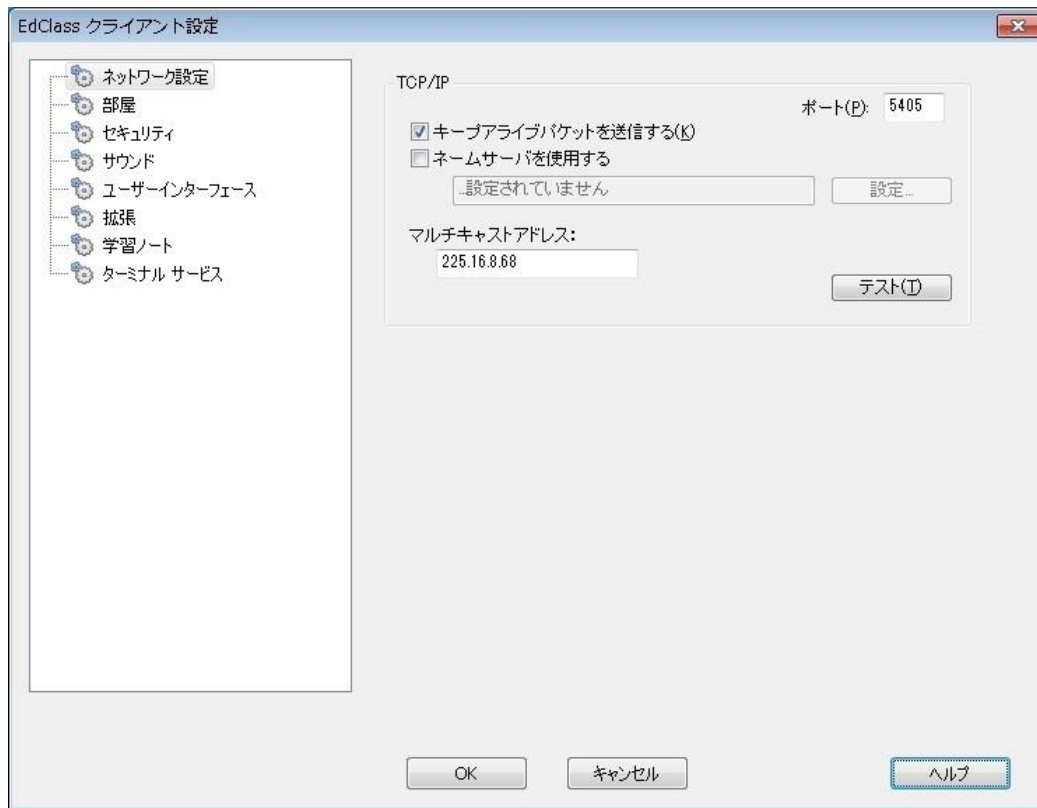 EdClass クライアント設定
ネットワーク設定
部屋
セキュリティ
サウンド
ユーザーインターフェース
拡張
学習ノート
ターミナル サービス
TCP/IP
ポート(P): 5405
キープアライブパケットを送信する(K)
ネームサーバを使用する
..設定されていません 設定...
マルチキャストアドレス:
225.16.8.68
テスト(T)
OK キャンセル ヘルプ